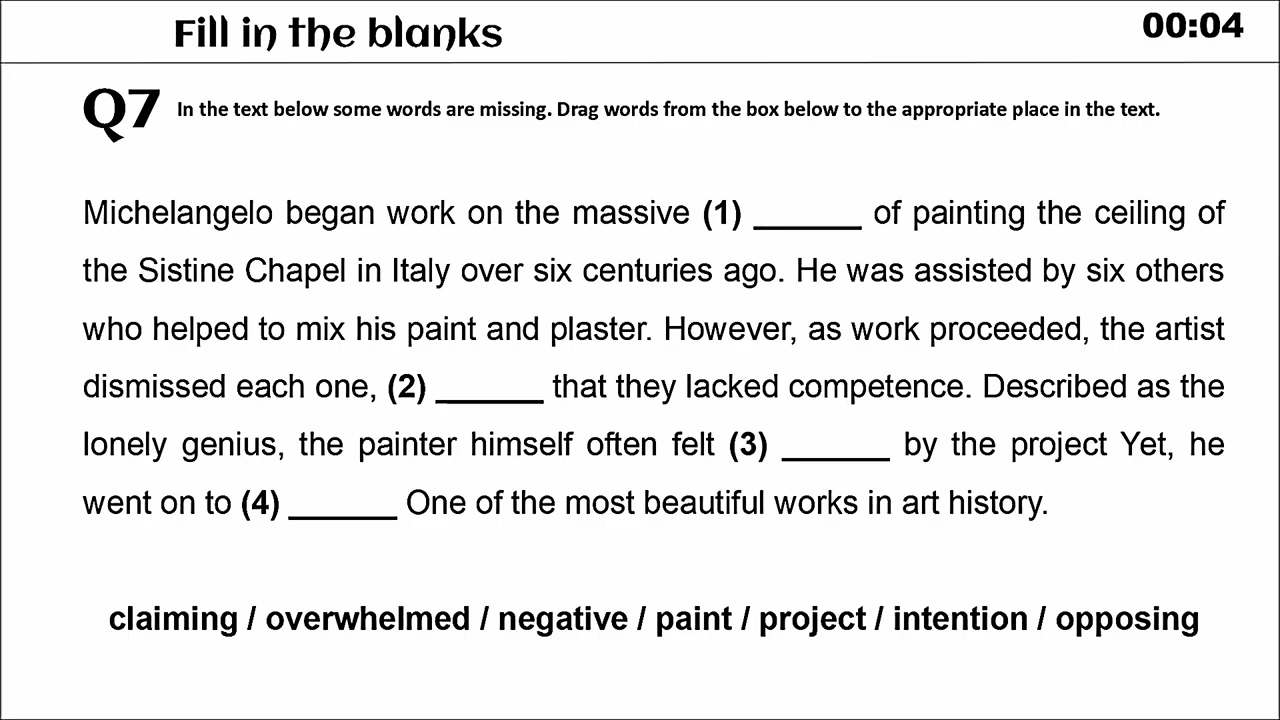 Fill in the blanks
00:04
Q7 In the text below some words are missing. Drag words from the box below to the appropriate place in the text.
Michelangelo began work on the massive (1) ______ of painting the ceiling of
the Sistine Chapel in Italy over six centuries ago. He was assisted by six others
who helped to mix his paint and plaster. However, as work proceeded, the artist
dismissed each one, (2) ______ that they lacked competence. Described as the
lonely genius, the painter himself often felt (3) ______ by the project Yet, he
went on to (4) ______ One of the most beautiful works in art history.
claiming / overwhelmed / negative / paint / project / intention / opposing